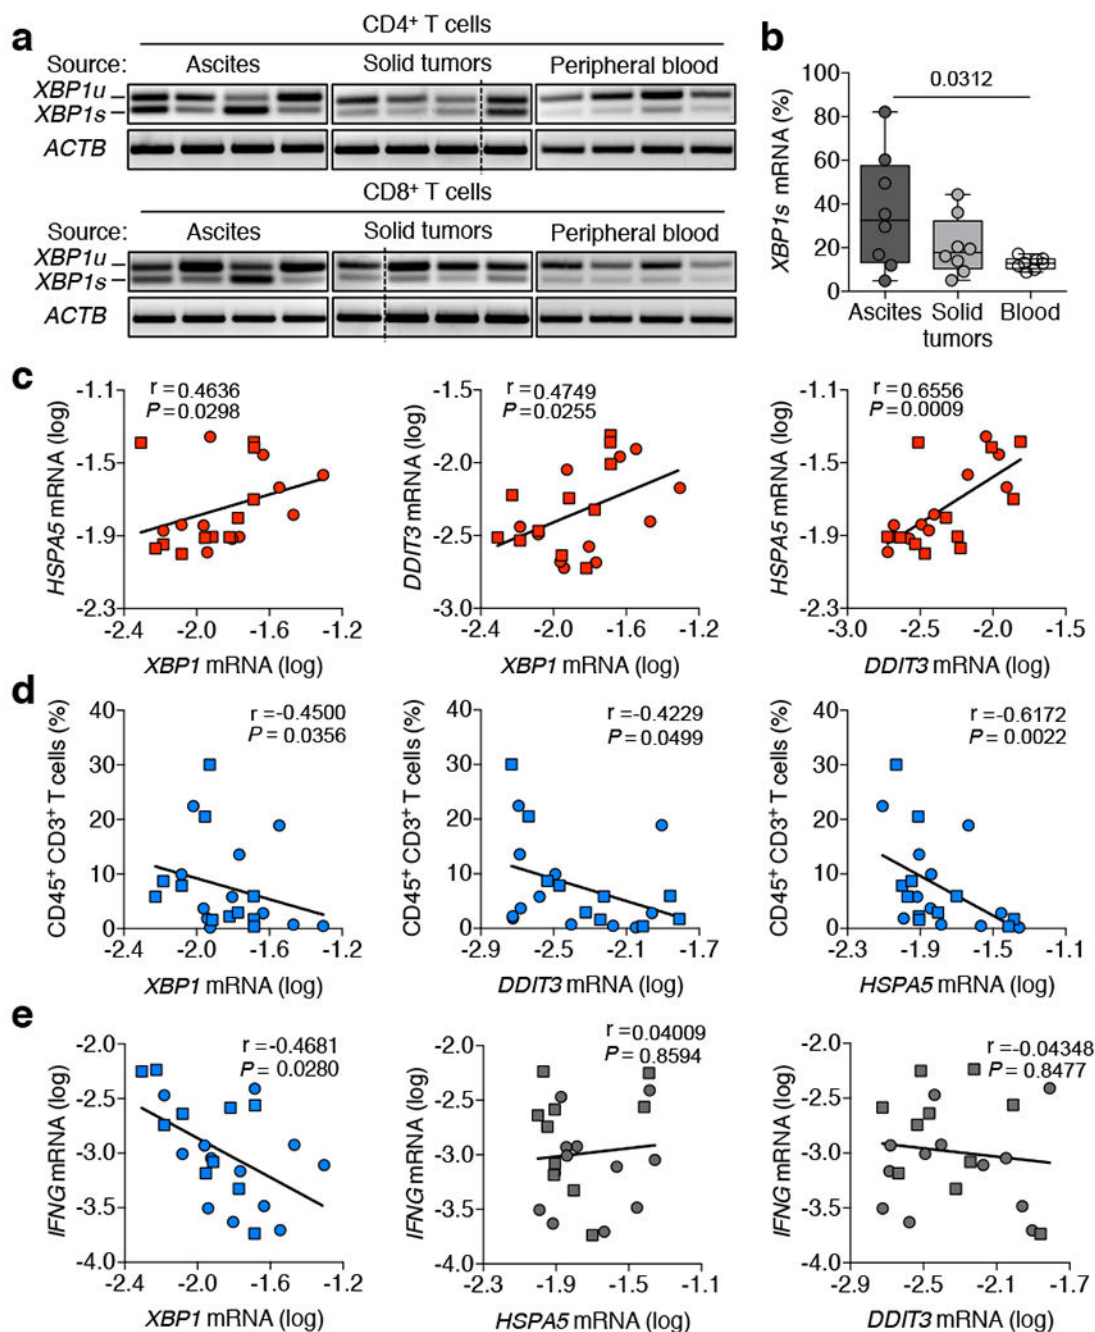 a
CD4+ T cells
Source: Ascites Solid tumors Peripheral blood
XBP1u
XBP1s
ACTB
CD8+ T cells
Source: Ascites Solid tumors Peripheral blood
XBP1u
XBP1s
ACTB
b
XBP1s mRNA (%)
100
80
60
40
20
0
0.0312
Ascites Solid tumors Blood
c
HSPA5 mRNA (log)
-1.1
-1.5
-1.9
-2.3
r = 0.4636
P = 0.0298
-2.4 -2.0 -1.6 -1.2
XBP1 mRNA (log)
DDIT3 mRNA (log)
-1.5
-2.0
-2.5
-3.0
r = 0.4749
P = 0.0255
-2.4 -2.0 -1.6 -1.2
XBP1 mRNA (log)
HSPA5 mRNA (log)
-1.1
-1.5
-1.9
-2.3
r = 0.6556
P = 0.0009
-3.0 -2.5 -2.0 -1.5
DDIT3 mRNA (log)
d
CD45+ CD3+ T cells (%)
40
30
20
10
0
r = -0.4500
P = 0.0356
-2.4 -2.0 -1.6 -1.2
XBP1 mRNA (log)
CD45+ CD3+ T cells (%)
40
30
20
10
0
r = -0.4229
P = 0.0499
-2.9 -2.5 -2.1 -1.7
DDIT3 mRNA (log)
CD45+ CD3+ T cells (%)
40
30
20
10
0
r = -0.6172
P = 0.0022
-2.3 -1.9 -1.5 -1.1
HSPA5 mRNA (log)
e
IFNG mRNA (log)
-2.0
-2.5
-3.0
-3.5
-4.0
r = -0.4681
P = 0.0280
-2.4 -2.0 -1.6 -1.2
XBP1 mRNA (log)
IFNG mRNA (log)
-2.0
-2.5
-3.0
-3.5
-4.0
r = 0.04009
P = 0.8594
-2.3 -1.9 -1.5 -1.1
HSPA5 mRNA (log)
IFNG mRNA (log)
-2.0
-2.5
-3.0
-3.5
-4.0
r = -0.04348
P = 0.8477
-2.9 -2.5 -2.1 -1.7
DDIT3 mRNA (log)